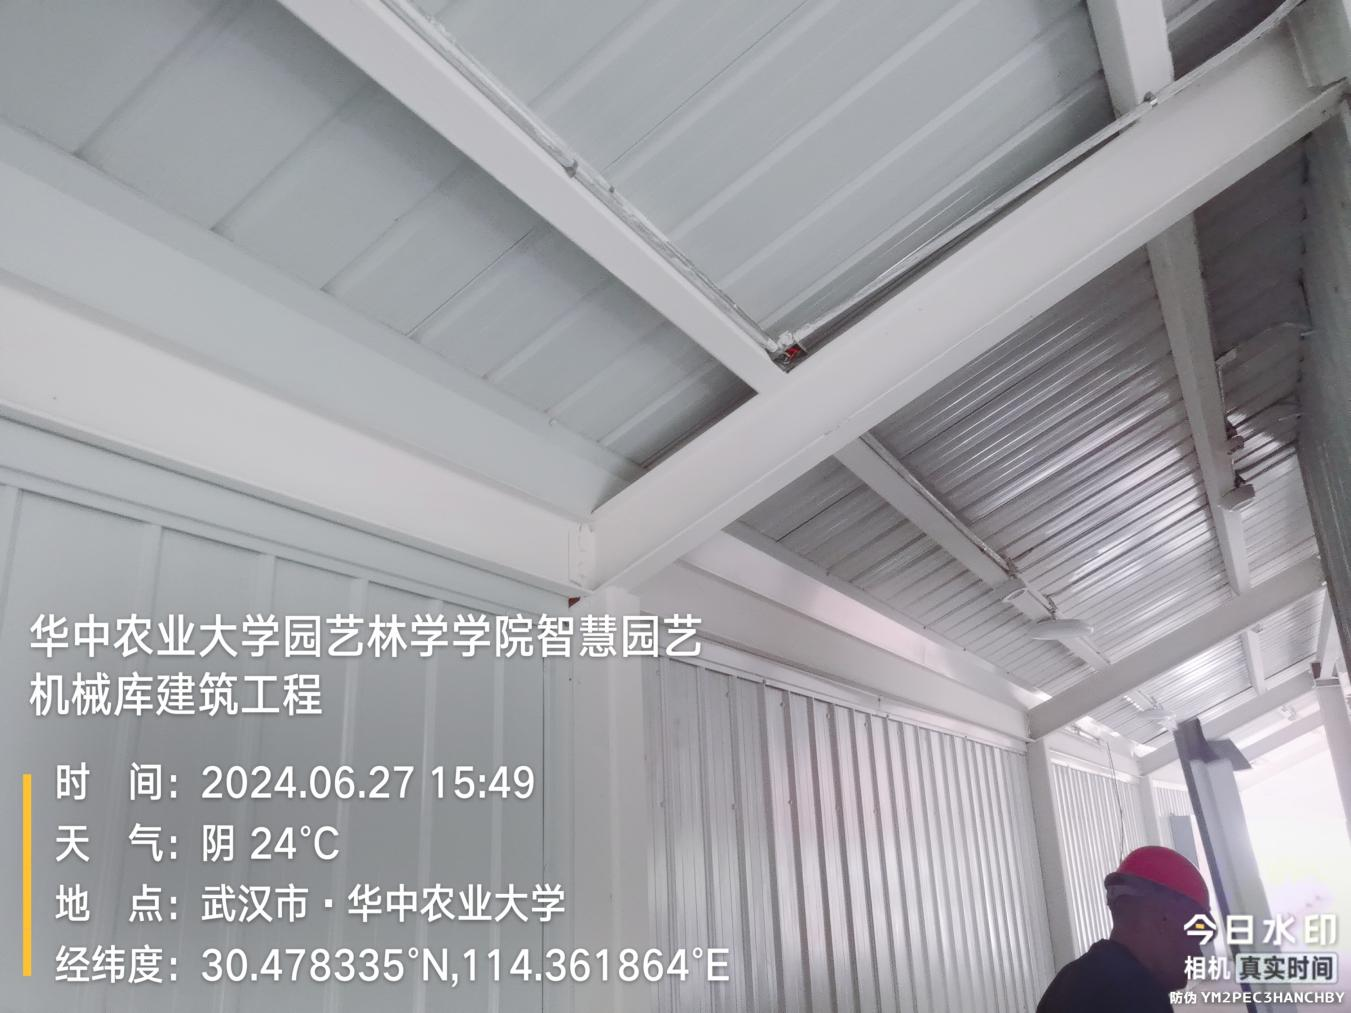 华中农业大学园艺林学学院智慧园艺
机械库建筑工程
时 间：2024.06.27 15:49
天 气：阴 24℃
地 点：武汉市·华中农业大学
经纬度：30.478335°N,114.361864°E
今日水印
相机 真实时间
防伪 YM2PEC3HANCHBY